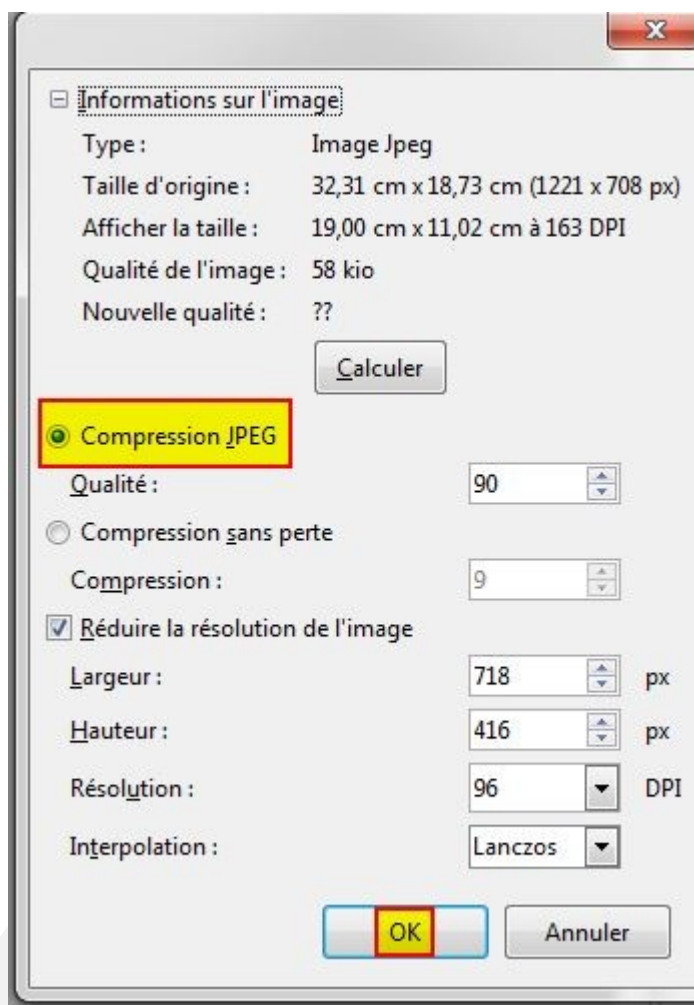 Informations sur l'image
Type : Image Jpeg
Taille d'origine : 32,31 cm x 18,73 cm (1221 x 708 px)
Afficher la taille : 19,00 cm x 11,02 cm à 163 DPI
Qualité de l'image : 58 kio
Nouvelle qualité : ??
Calculer
Compression JPEG
Qualité : 90
Compression sans perte
Compression : 9
Réduire la résolution de l'image
Largeur : 718 px
Hauteur : 416 px
Résolution : 96 DPI
Interpolation : Lanczos
OK Annuler